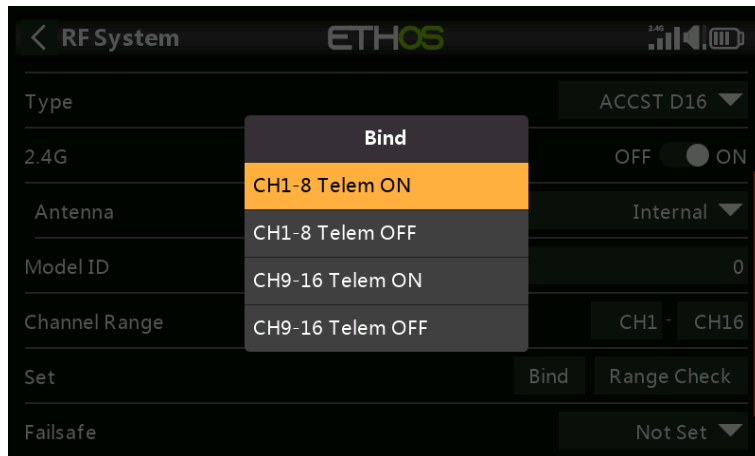 RF System
ETHOS
2.4G
Type
ACCST D16
Bind
2.4G
OFF
ON
CH1-8 Telem ON
Antenna
Internal
CH1-8 Telem OFF
Model ID
0
CH9-16 Telem ON
Channel Range
CH1 - CH16
CH9-16 Telem OFF
Set
Bind
Range Check
Failsafe
Not Set